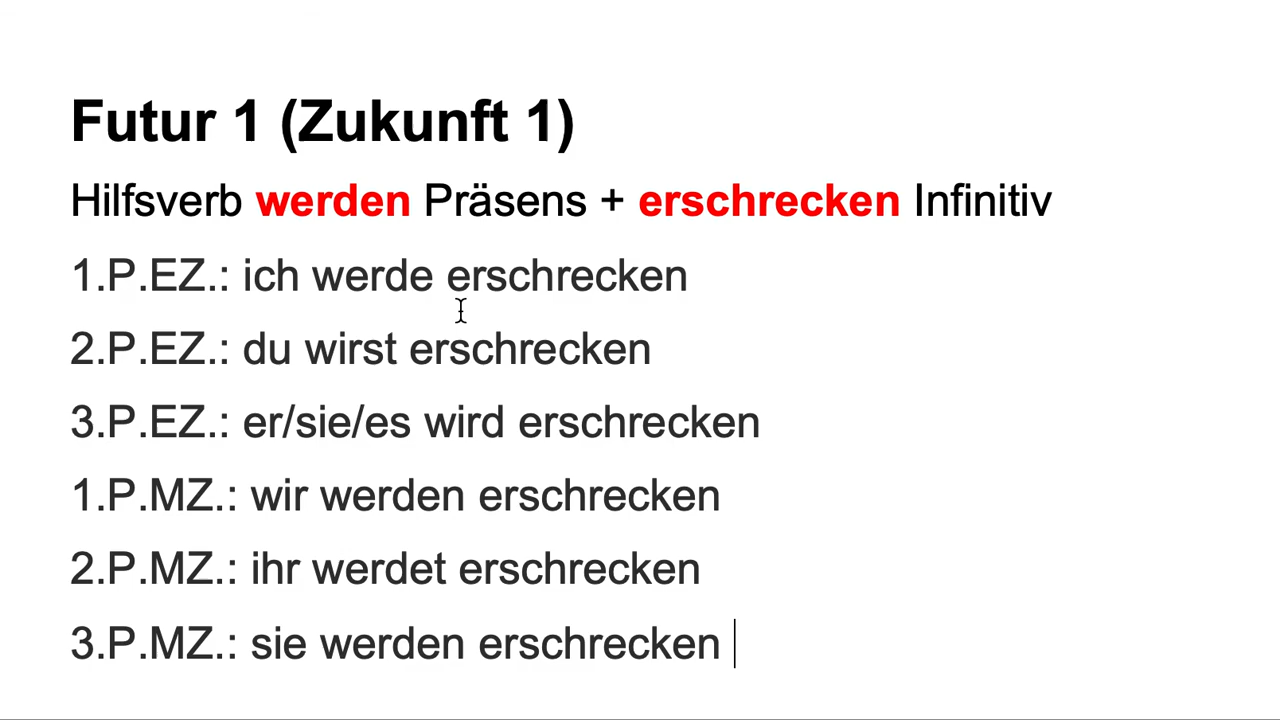 Futur 1 (Zukunft 1)
Hilfsverb werden Präsens + erschrecken Infinitiv
1.P.EZ.: ich werde erschrecken
2.P.EZ.: du wirst erschrecken
3.P.EZ.: er/sie/es wird erschrecken
1.P.MZ.: wir werden erschrecken
2.P.MZ.: ihr werdet erschrecken
3.P.MZ.: sie werden erschrecken